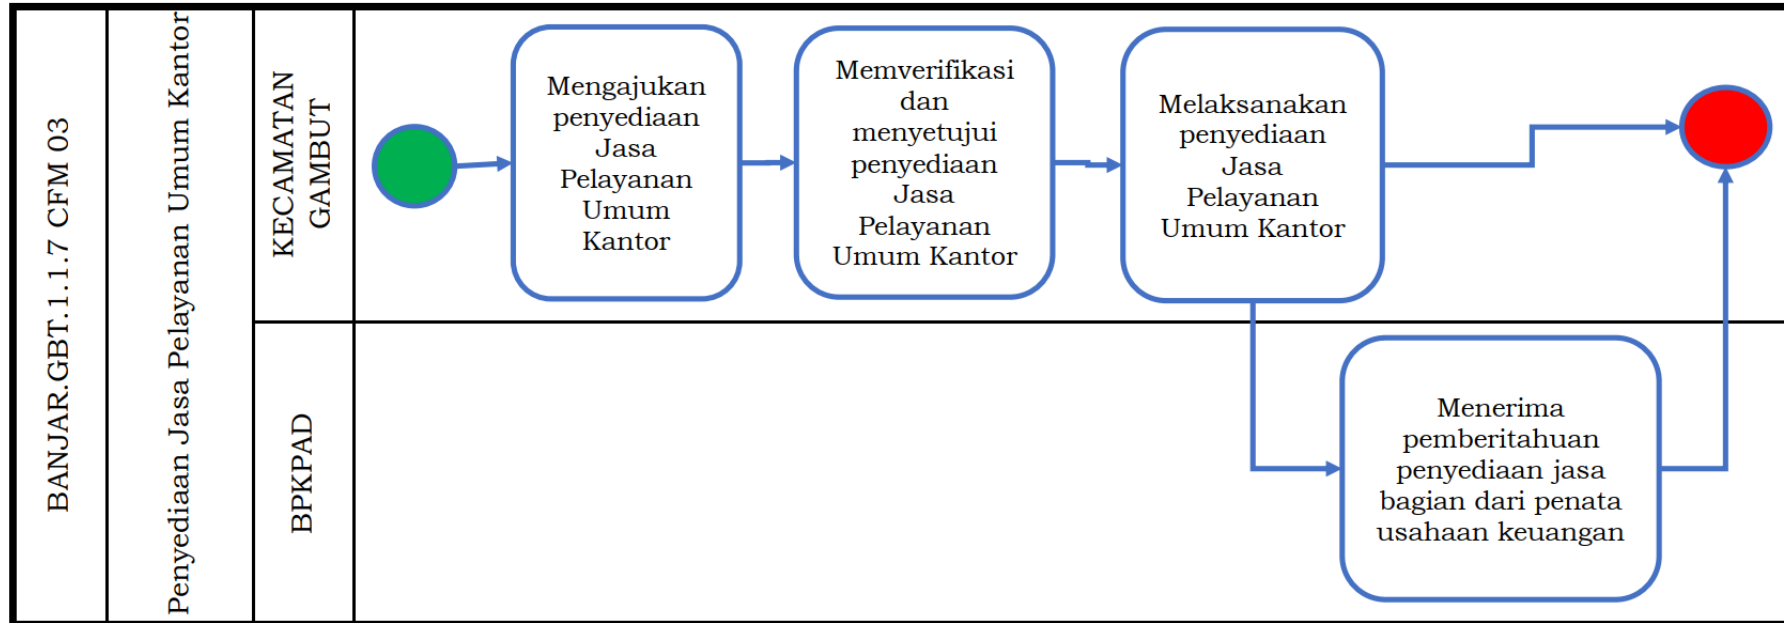 BANJAR.GBT.1.1.7 CFM 03
Penyediaan Jasa Pelayanan Umum Kantor
KECAMATAN
GAMBUT
Mengajukan
penyediaan
Jasa
Pelayanan
Umum
Kantor
Memverifikasi
dan
menyetujui
penyediaan
Jasa
Pelayanan
Umum Kantor
Melaksanakan
penyediaan
Jasa
Pelayanan
Umum Kantor
BPKPAD
Menerima
pemberitahuan
penyediaan jasa
bagian dari penata
usahaan keuangan